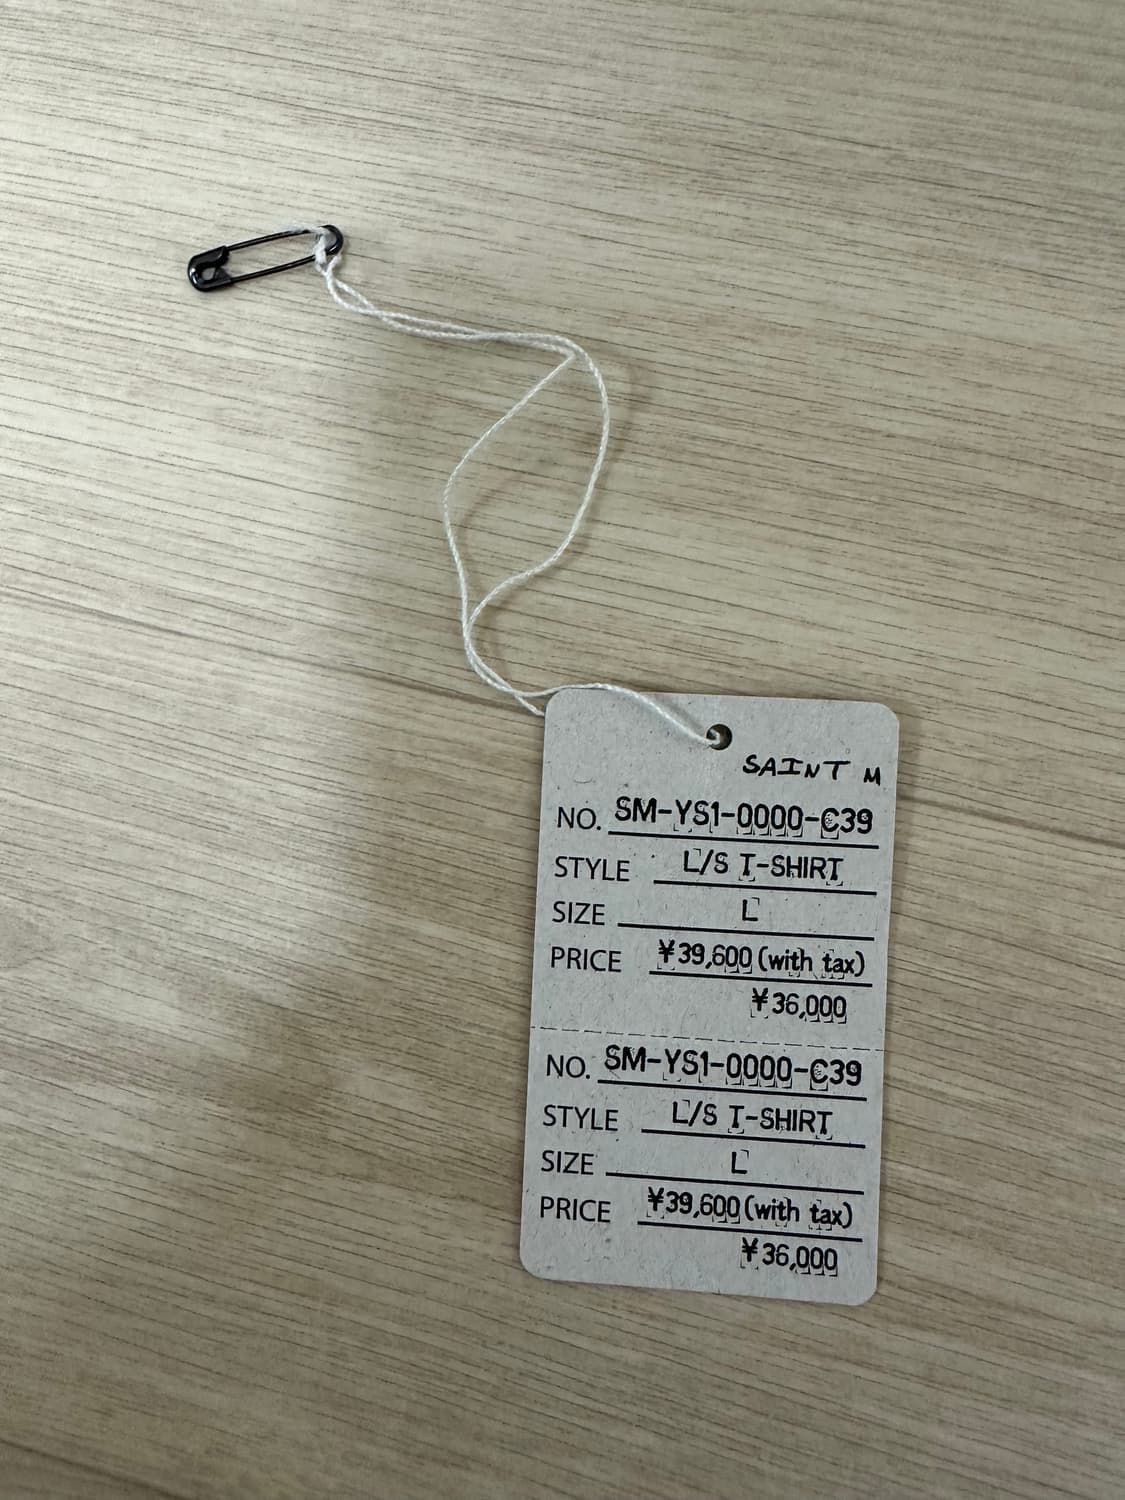 SAINT M
NO. SM-YS1-0000-C39
STYLE L/S T-SHIRT
SIZE L
PRICE ¥39,600(with tax)
¥36,000
NO. SM-YS1-0000-C39
STYLE L/S T-SHIRT
SIZE L
PRICE ¥39,600(with tax)
¥36,000